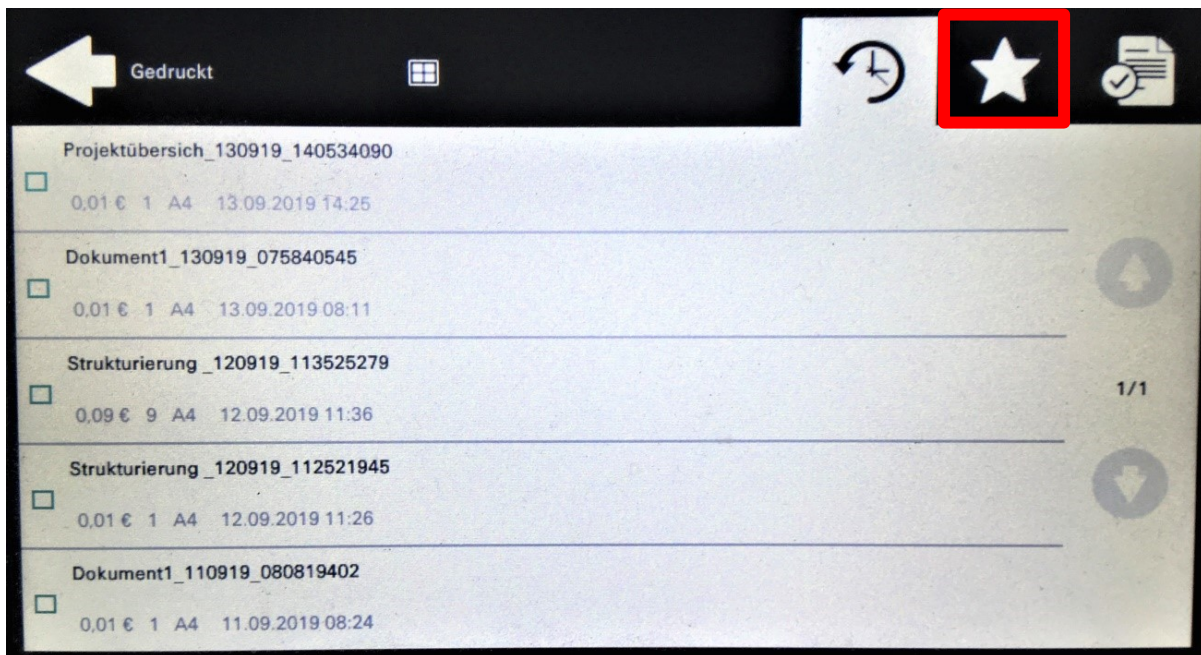 Gedruckt
Projektübersich_130919_140534090
0,01 € 1 A4 13.09.2019 14:25
Dokument1_130919_075840545
0,01 € 1 A4 13.09.2019 08:11
Strukturierung _120919_113525279
0,09 € 9 A4 12.09.2019 11:36
1/1
Strukturierung _120919_112521945
0,01 € 1 A4 12.09.2019 11:26
Dokument1_110919_080819402
0,01 € 1 A4 11.09.2019 08:24